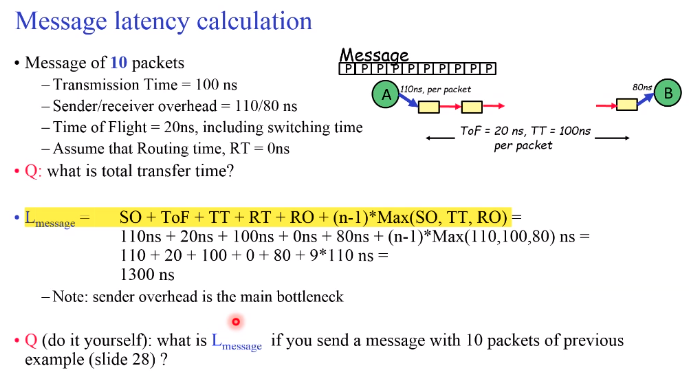 Message latency calculation
• Message of 10 packets
– Transmission Time = 100 ns
– Sender/receiver overhead = 110/80 ns
– Time of Flight = 20ns, including switching time
– Assume that Routing time, RT = 0ns
• Q: what is total transfer time?
Message
P P P P P P P P P P
A 110ns, per packet
80ns B
ToF = 20 ns, TT = 100ns
per packet
• Lmessage = SO + ToF + TT + RT + RO + (n-1)*Max(SO, TT, RO) =
110ns + 20ns + 100ns + 0ns + 80ns + (n-1)*Max(110,100,80) ns =
110 + 20 + 100 + 0 + 80 + 9*110 ns =
1300 ns
– Note: sender overhead is the main bottleneck
• Q (do it yourself): what is Lmessage if you send a message with 10 packets of previous
example (slide 28) ?